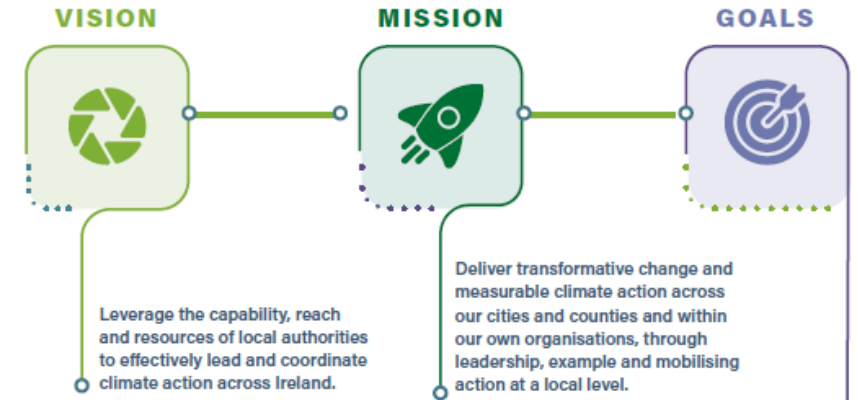 VISION
MISSION
GOALS
Leverage the capability, reach
and resources of local authorities
to effectively lead and coordinate
climate action across Ireland.
Deliver transformative change and
measurable climate action across
our cities and counties and within
our own organisations, through
leadership, example and mobilising
action at a local level.